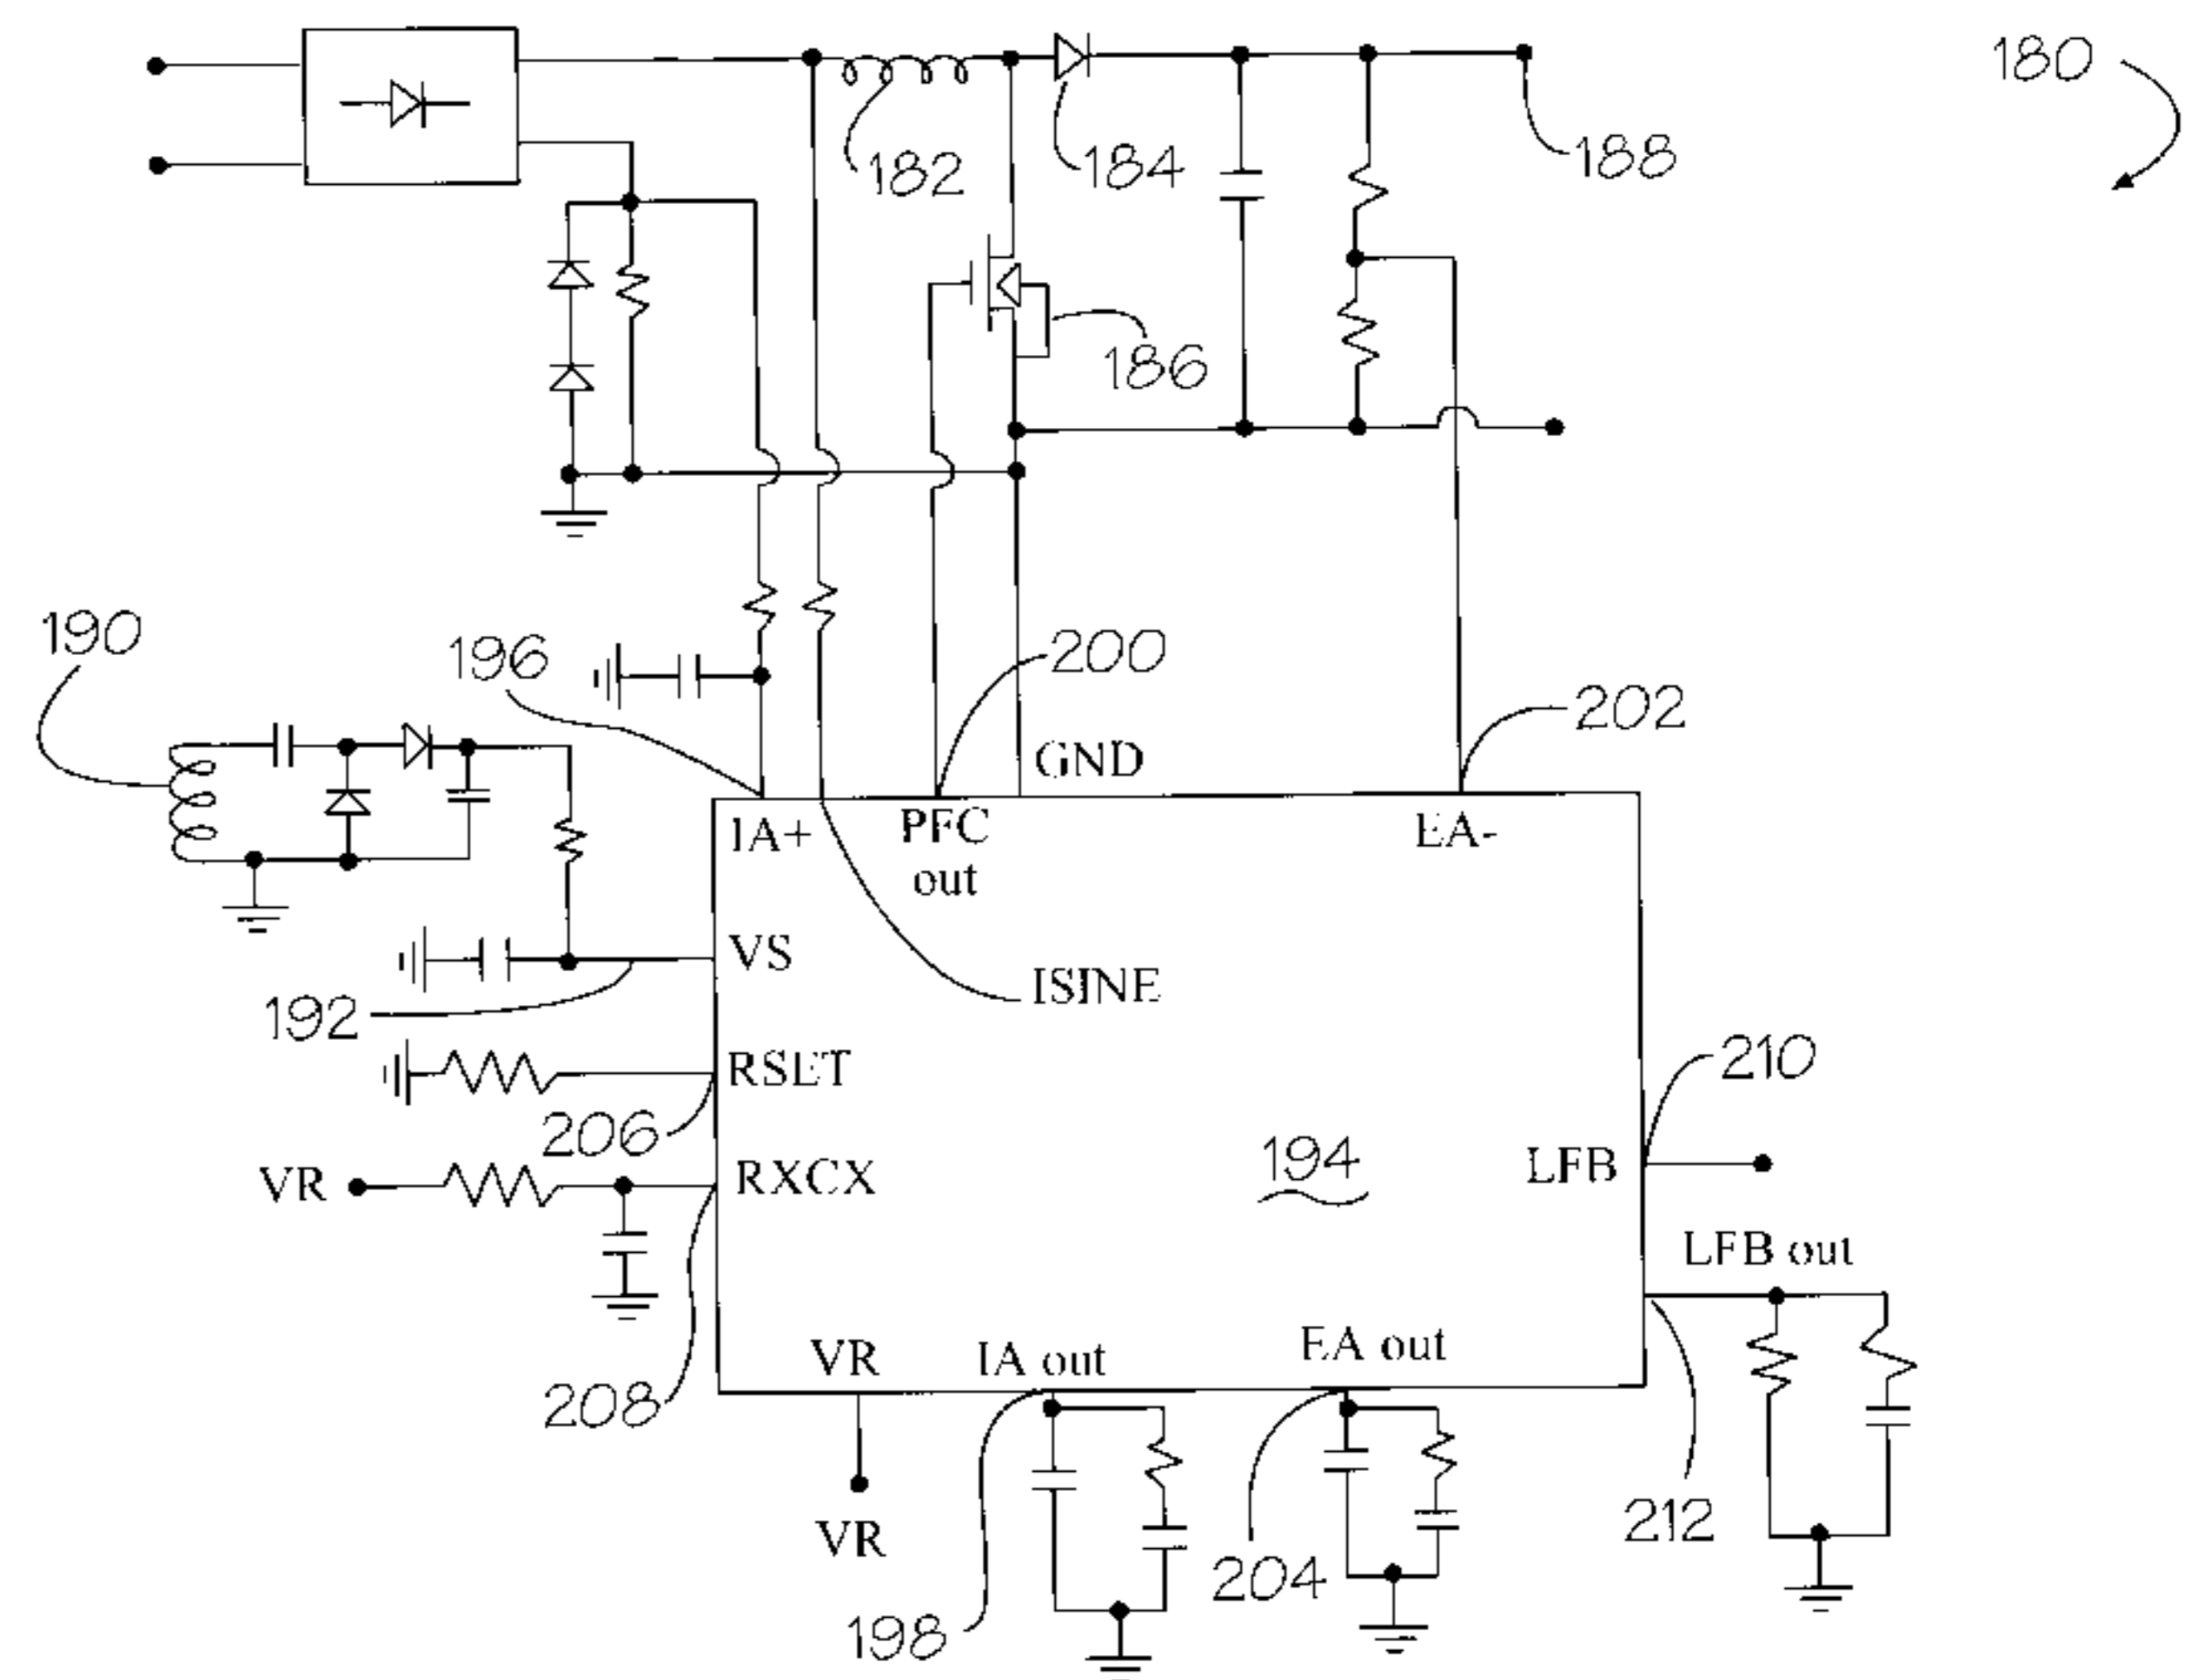 180
182
184
188
186
190
196
200
202
GND
IA+
PFC
out
EA-
VS
ISINE
192
RSET
206
210
VR
RXCX
194
LFB
LFB out
208
VR
IA out
EA out
VR
198
204
212